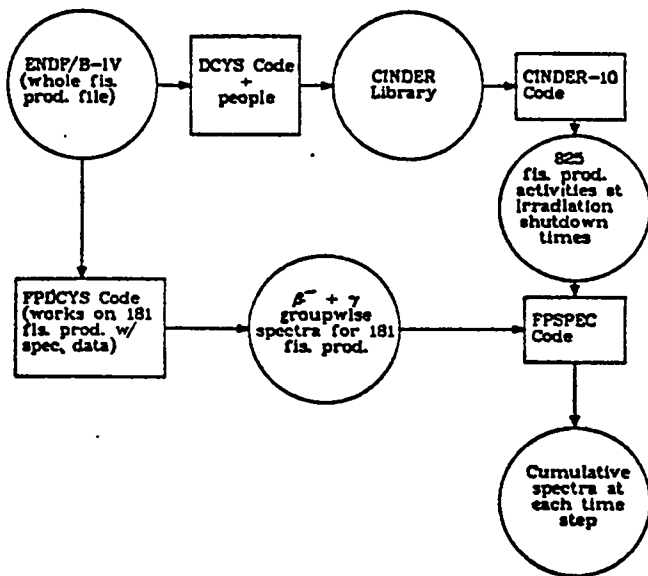 ENDF/B-IV
(whole fis.
prod. file)
DCYS Code
+
people
CINDER
Library
CINDER-10
Code
825
fis. prod.
activities at
irradiation
shutdown
times
FPDCYS Code
(works on 181
fis. prod. w/
spec. data)
β⁻ + γ
groupwise
spectra for 181
fis. prod.
FPSPEC
Code
Cumulative
spectra at
each time
step